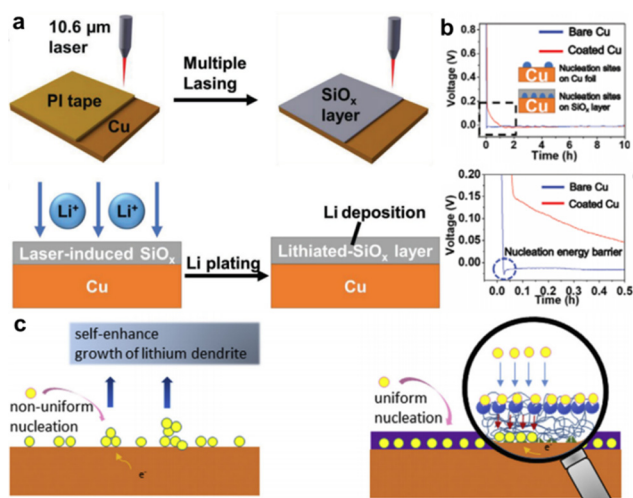 a
10.6 μm
laser
PI tape
Cu
Multiple
Lasing
SiOx
layer
Li+
Li+
Laser-induced SiOx
Cu
Li plating
Li deposition
Lithiated-SiOx layer
Cu
b
Voltage (V)
0.8
0.6
0.4
0.2
0.0
Bare Cu
Coated Cu
Cu
Nucleation sites
on Cu foil
Cu
Nucleation sites
on SiOx layer
0 2 4 6 8 10
Time (h)
Voltage (V)
0.20
0.15
0.10
0.05
0.00
Bare Cu
Coated Cu
Nucleation energy
barrier
0.0 0.1 0.2 0.3 0.4 0.5
Time (h)
c
self-enhance
growth of lithium dendrite
non-uniform
nucleation
e-
uniform
nucleation
e-